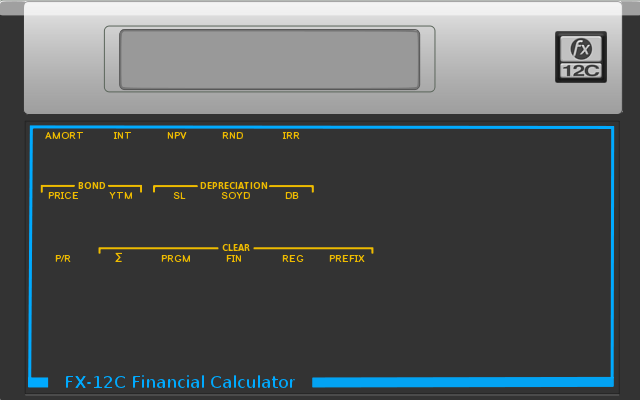 fx
12C
AMORT INT NPV RND IRR
BOND DEPRECIATION
PRICE YTM SL SOYD DB
CLEAR
P/R Σ PRGM FIN REG PREFIX
FX-12C Financial Calculator